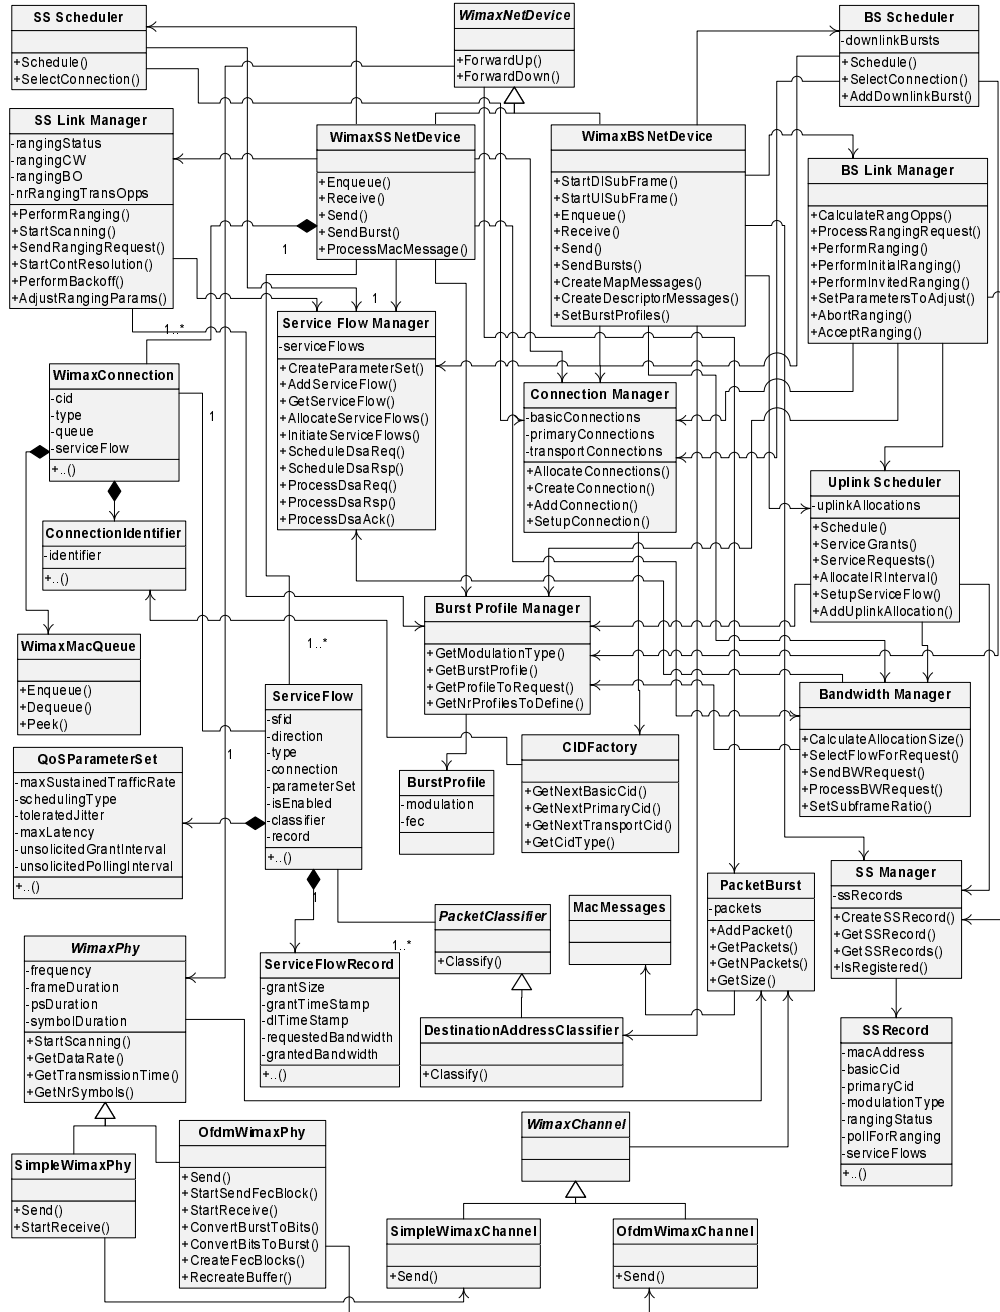 SS Scheduler
+Schedule()
+SelectConnection()
WimaxNetDevice
+ForwardUp()
+ForwardDown()
BS Scheduler
-downlinkBursts
+Schedule()
+SelectConnection()
+AddDownlinkBurst()
SS Link Manager
-rangingStatus
-rangingCW
-rangingBO
-nrRangingTransOpps
+PerformRanging()
+StartScanning()
+SendRangingRequest()
+StartContResolution()
+PerformBackoff()
+AdjustRangingParams()
WimaxSSNetDevice
+Enqueue()
+Receive()
+Send()
+SendBurst()
+ProcessMacMessage()
WimaxBSNetDevice
+StartDlSubFrame()
+StartUlSubFrame()
+Enqueue()
+Receive()
+Send()
+SendBursts()
+CreateMapMessages()
+CreateDescriptorMessages()
+SetBurstProfiles()
BS Link Manager
+CalculateRangOpps()
+ProcessRangingRequest()
+PerformRanging()
+PerformInitialRanging()
+PerformInvitedRanging()
+SetParametersToAdjust()
+AbortRanging()
+AcceptRanging()
1
1
1..*
Service Flow Manager
-serviceFlows
+CreateParameterSet()
+AddServiceFlow()
+GetServiceFlow()
+AllocateServiceFlows()
+InitiateServiceFlows()
+ScheduleDsaReq()
+ScheduleDsaRsp()
+ProcessDsaReq()
+ProcessDsaRsp()
+ProcessDsaAck()
WimaxConnection
-cid
-type
-queue
-serviceFlow
+..()
1
Connection Manager
-basicConnections
-primaryConnections
-transportConnections
+AllocateConnections()
+CreateConnection()
+AddConnection()
+SetupConnection()
Uplink Scheduler
-uplinkAllocations
+Schedule()
+ServiceGrants()
+ServiceRequests()
+AllocateIRInterval()
+SetupServiceFlow()
+AddUplinkAllocation()
ConnectionIdentifier
-identifier
+..()
Burst Profile Manager
+GetModulationType()
+GetBurstProfile()
+GetProfileToRequest()
+GetNrProfilesToDefine()
WimaxMacQueue
+Enqueue()
+Dequeue()
+Peek()
1..*
ServiceFlow
-sfid
-direction
-type
-connection
-parameterSet
-isEnabled
-classifier
-record
+..()
Bandwidth Manager
+CalculateAllocationSize()
+SelectFlowForRequest()
+SendBWRequest()
+ProcessBWRequest()
+SetSubframeRatio()
QoSParameterSet
-maxSustainedTrafficRate
-schedulingType
-toleratedJitter
-maxLatency
-unsolicitedGrantInterval
-unsolicitedPollingInterval
+..()
1
BurstProfile
-modulation
-fec
CIDFactory
+GetNextBasicCid()
+GetNextPrimaryCid()
+GetNextTransportCid()
+GetCidType()
SS Manager
-ssRecords
+CreateSSRecord()
+GetSSRecord()
+GetSSRecords()
+IsRegistered()
PacketBurst
-packets
+AddPacket()
+GetPackets()
+GetNPackets()
+GetSize()
MacMessages
1
PacketClassifier
+Classify()
1..*
WimaxPhy
-frequency
-frameDuration
-psDuration
-symbolDuration
+StartScanning()
+GetDataRate()
+GetTransmissionTime()
+GetNrSymbols()
ServiceFlowRecord
-grantSize
-grantTimeStamp
-dlTimeStamp
-requestedBandwidth
-grantedBandwidth
+..()
DestinationAddressClassifier
+Classify()
SSRecord
-macAddress
-basicCid
-primaryCid
-modulationType
-rangingStatus
-pollForRanging
-serviceFlows
+..()
WimaxChannel
SimpleWimaxPhy
+Send()
+StartReceive()
OfdmWimaxPhy
+Send()
+StartSendFecBlock()
+StartReceive()
+ConvertBurstToBits()
+ConvertBitsToBurst()
+CreateFecBlocks()
+RecreateBuffer()
SimpleWimaxChannel
+Send()
OfdmWimaxChannel
+Send()